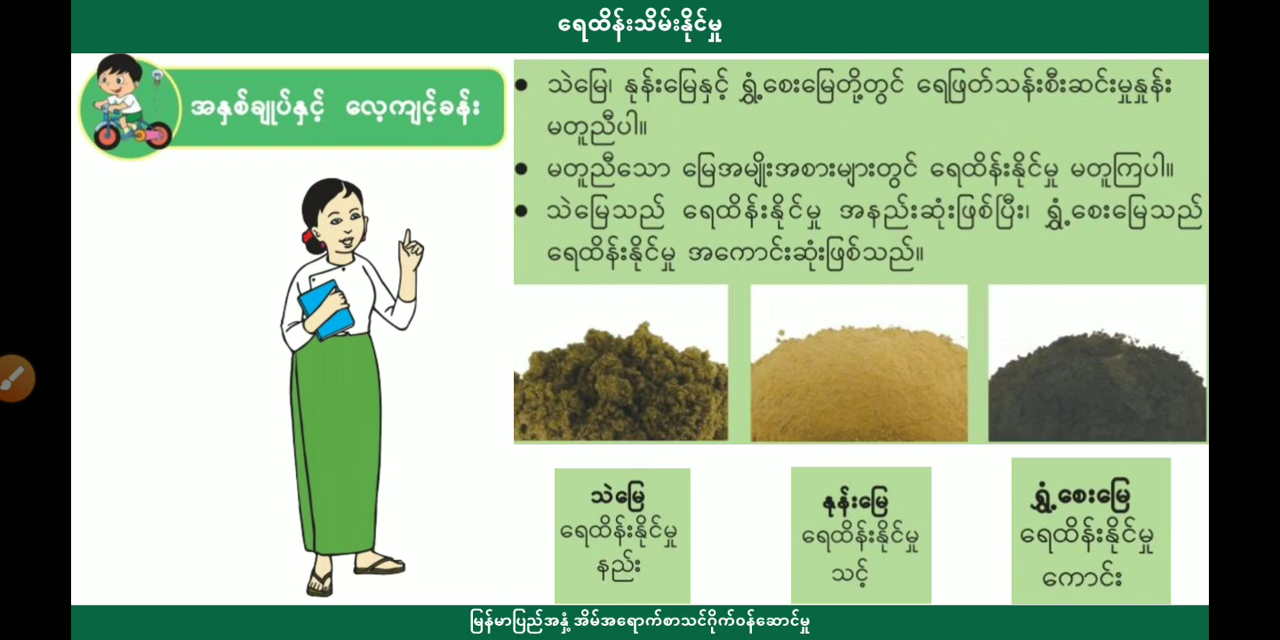 ရေထိန်းသိမ်းနိုင်မှု
အနှစ်ချုပ်နှင့် လေ့ကျင့်ခန်း
• သဲမြေ၊ နုန်းမြေနှင့် ရွှံ့စေးမြေတို့တွင် ရေဖြတ်သန်းစီးဆင်းမှုနှုန်း
မတူညီပါ။
• မတူညီသော မြေအမျိုးအစားများတွင် ရေထိန်းနိုင်မှု မတူကြပါ။
• သဲမြေသည် ရေထိန်းနိုင်မှု အနည်းဆုံးဖြစ်ပြီး၊ ရွှံ့စေးမြေသည်
ရေထိန်းနိုင်မှု အကောင်းဆုံးဖြစ်သည်။
သဲမြေ
ရေထိန်းနိုင်မှု
နည်း
နုန်းမြေ
ရေထိန်းနိုင်မှု
သင့်
ရွှံ့စေးမြေ
ရေထိန်းနိုင်မှု
ကောင်း
မြန်မာပြည်အနှံ့ အိမ်အရောက်စာသင်ဝိုက်ဝန်ဆောင်မှု